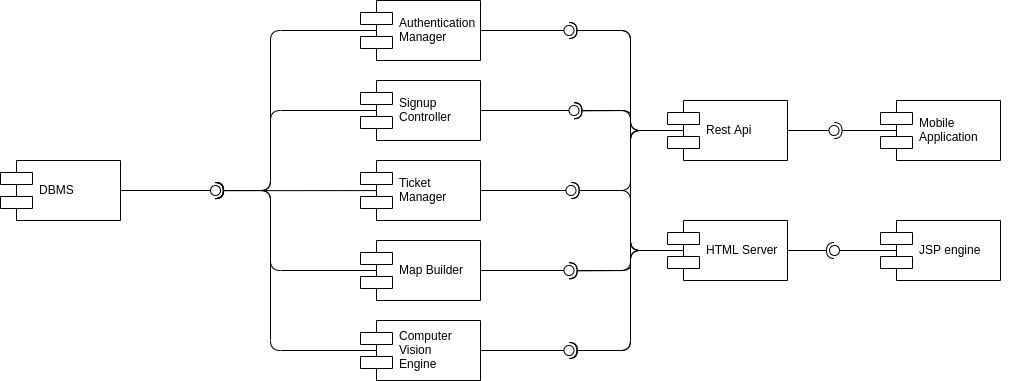 Authentication
Manager
Signup
Controller
Rest Api
Mobile
Application
DBMS
Ticket
Manager
Map Builder
HTML Server
JSP engine
Computer
Vision
Engine